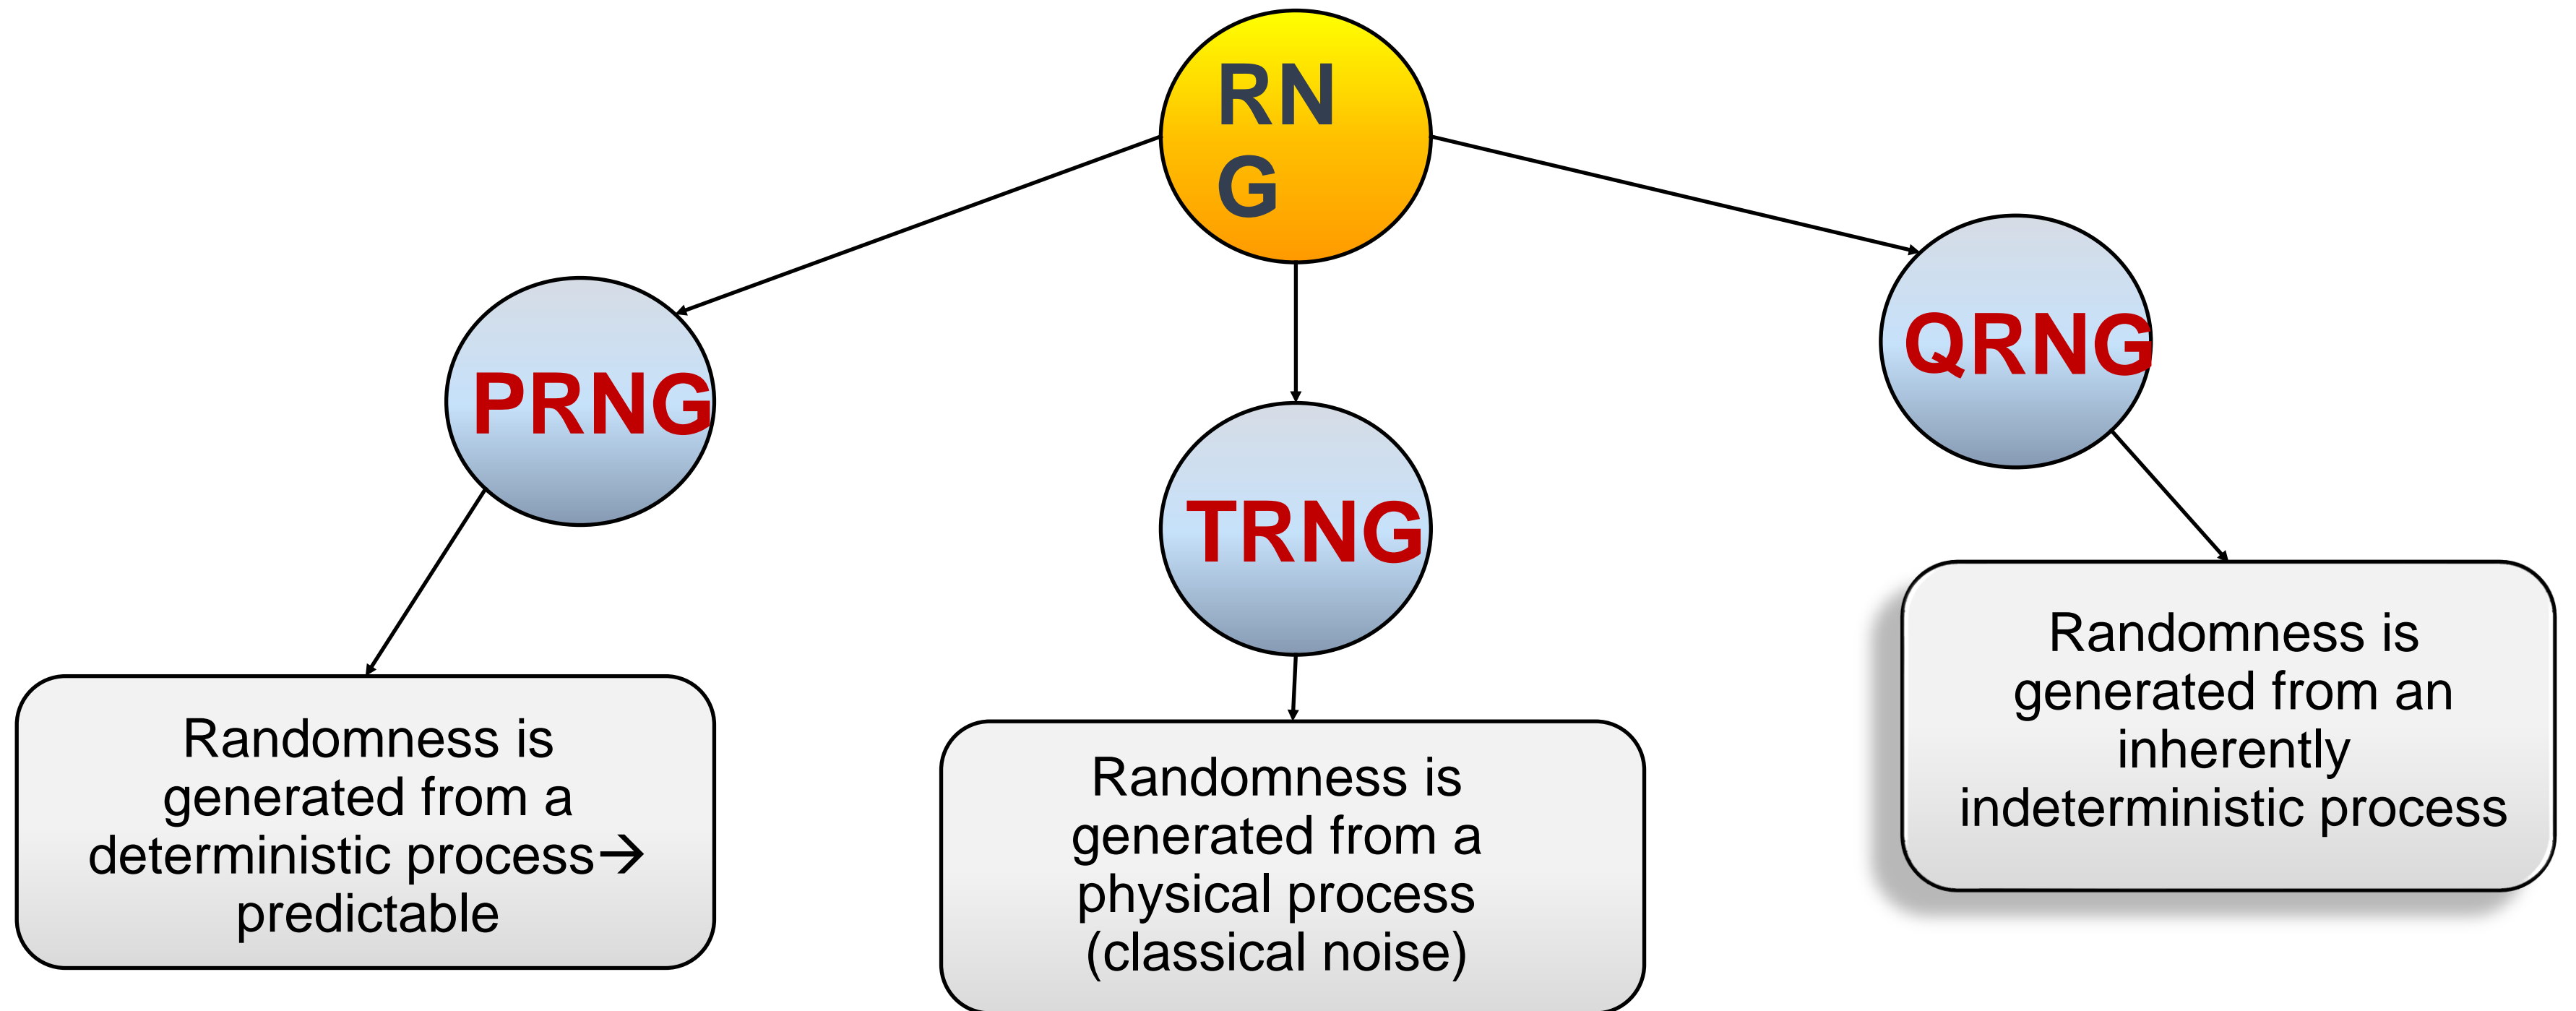 RN
G
PRNG
TRNG
QRNG
Randomness is
generated from a
deterministic process→
predictable
Randomness is
generated from a
physical process
(classical noise)
Randomness is
generated from an
inherently
indeterministic process